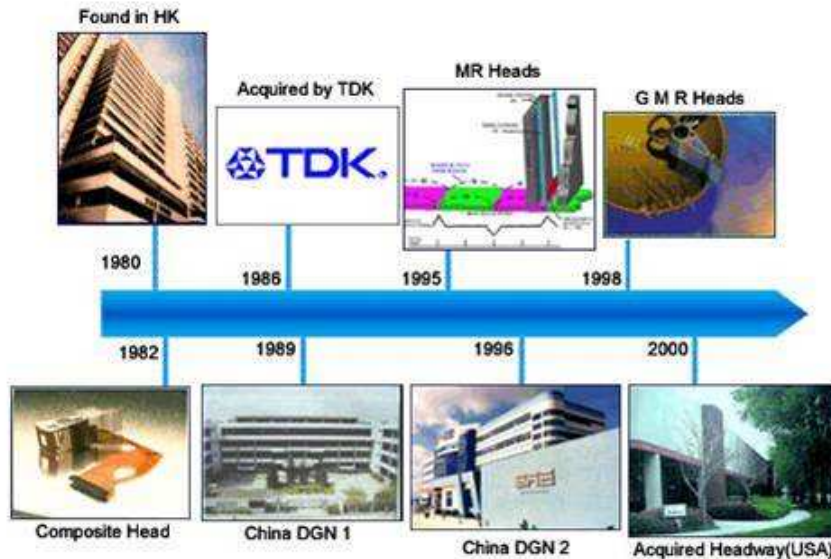 Found in HK
Acquired by TDK
MR Heads
G M R Heads
TDK
1980
1986
1995
1998
1982
1989
1996
2000
Composite Head
China DGN 1
China DGN 2
Acquired Headway(USA)